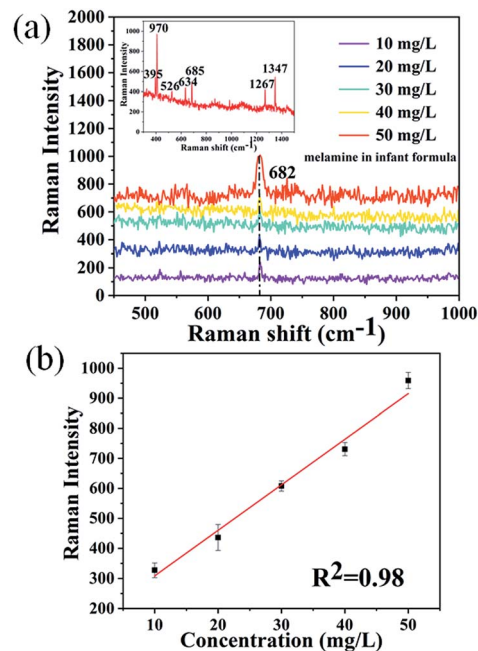 (a)
970
395
526
634
685
1267
1347
Raman Intensity
1000
800
600
400
200
0
400 600 800 1000 1200 1400
Raman shift (cm-1)
10 mg/L
20 mg/L
30 mg/L
40 mg/L
50 mg/L
melamine in infant formula
682
Raman Intensity
2000
1800
1600
1400
1200
1000
800
600
400
200
0
500 600 700 800 900 1000
Raman shift (cm-1)
(b)
Raman Intensity
1000
900
800
700
600
500
400
300
200
R2=0.98
10 20 30 40 50
Concentration (mg/L)